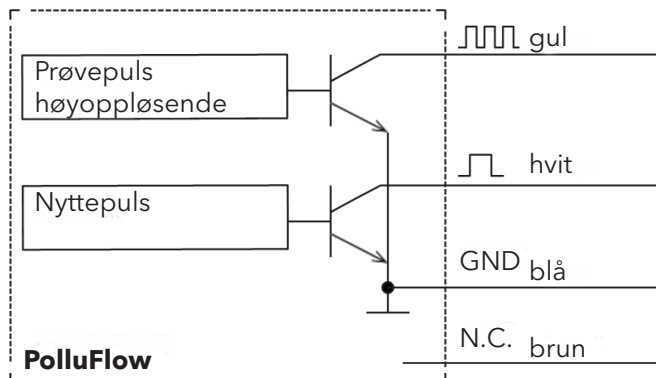 gul
Prøvepuls
høyoppløsende
hvit
Nyttepuls
GND blå
N.C. brun
PolluFlow